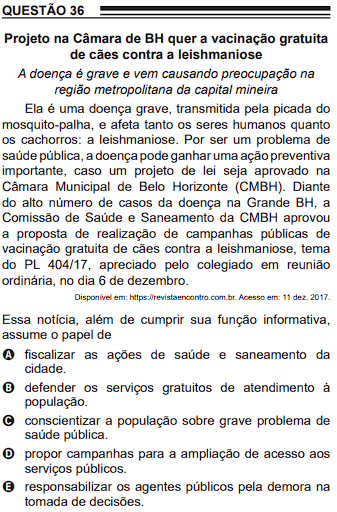 QUESTÃO 36
Projeto na Câmara de BH quer a vacinação gratuita
de cães contra a leishmaniose
A doença é grave e vem causando preocupação na
região metropolitana da capital mineira
Ela é uma doença grave, transmitida pela picada do
mosquito-palha, e afeta tanto os seres humanos quanto
os cachorros: a leishmaniose. Por ser um problema de
saúde pública, a doença pode ganhar uma ação preventiva
importante, caso um projeto de lei seja aprovado na
Câmara Municipal de Belo Horizonte (CMBH). Diante
do alto número de casos da doença na Grande BH, a
Comissão de Saúde e Saneamento da CMBH aprovou
a proposta de realização de campanhas públicas de
vacinação gratuita de cães contra a leishmaniose, tema
do PL 404/17, apreciado pelo colegiado em reunião
ordinária, no dia 6 de dezembro.
Disponível em: https://revistaencontro.com.br. Acesso em: 11 dez. 2017.
Essa notícia, além de cumprir sua função informativa,
assume o papel de
A fiscalizar as ações de saúde e saneamento da
cidade.
B defender os serviços gratuitos de atendimento à
população.
C conscientizar a população sobre grave problema de
saúde pública.
D propor campanhas para a ampliação de acesso aos
serviços públicos.
E responsabilizar os agentes públicos pela demora na
tomada de decisões.